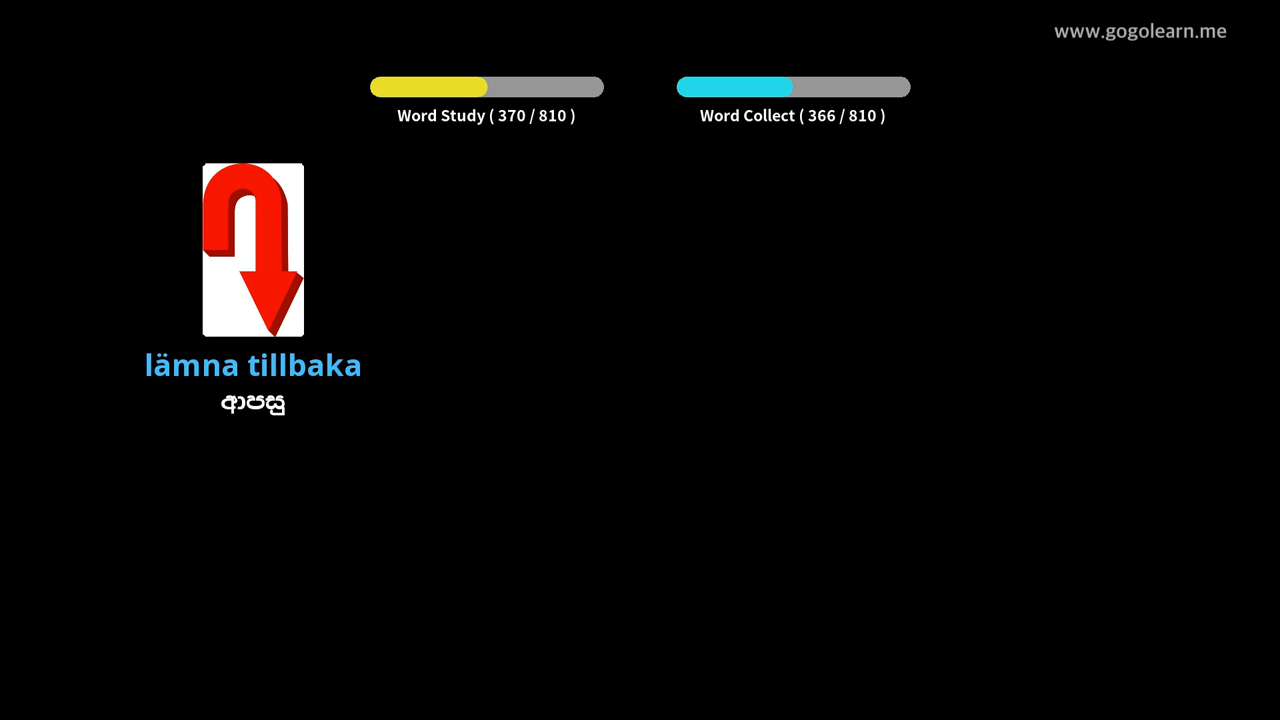 www.gogolearn.me
Word Study ( 370 / 810 )
Word Collect ( 366 / 810 )
lämna tillbaka
ආපසු